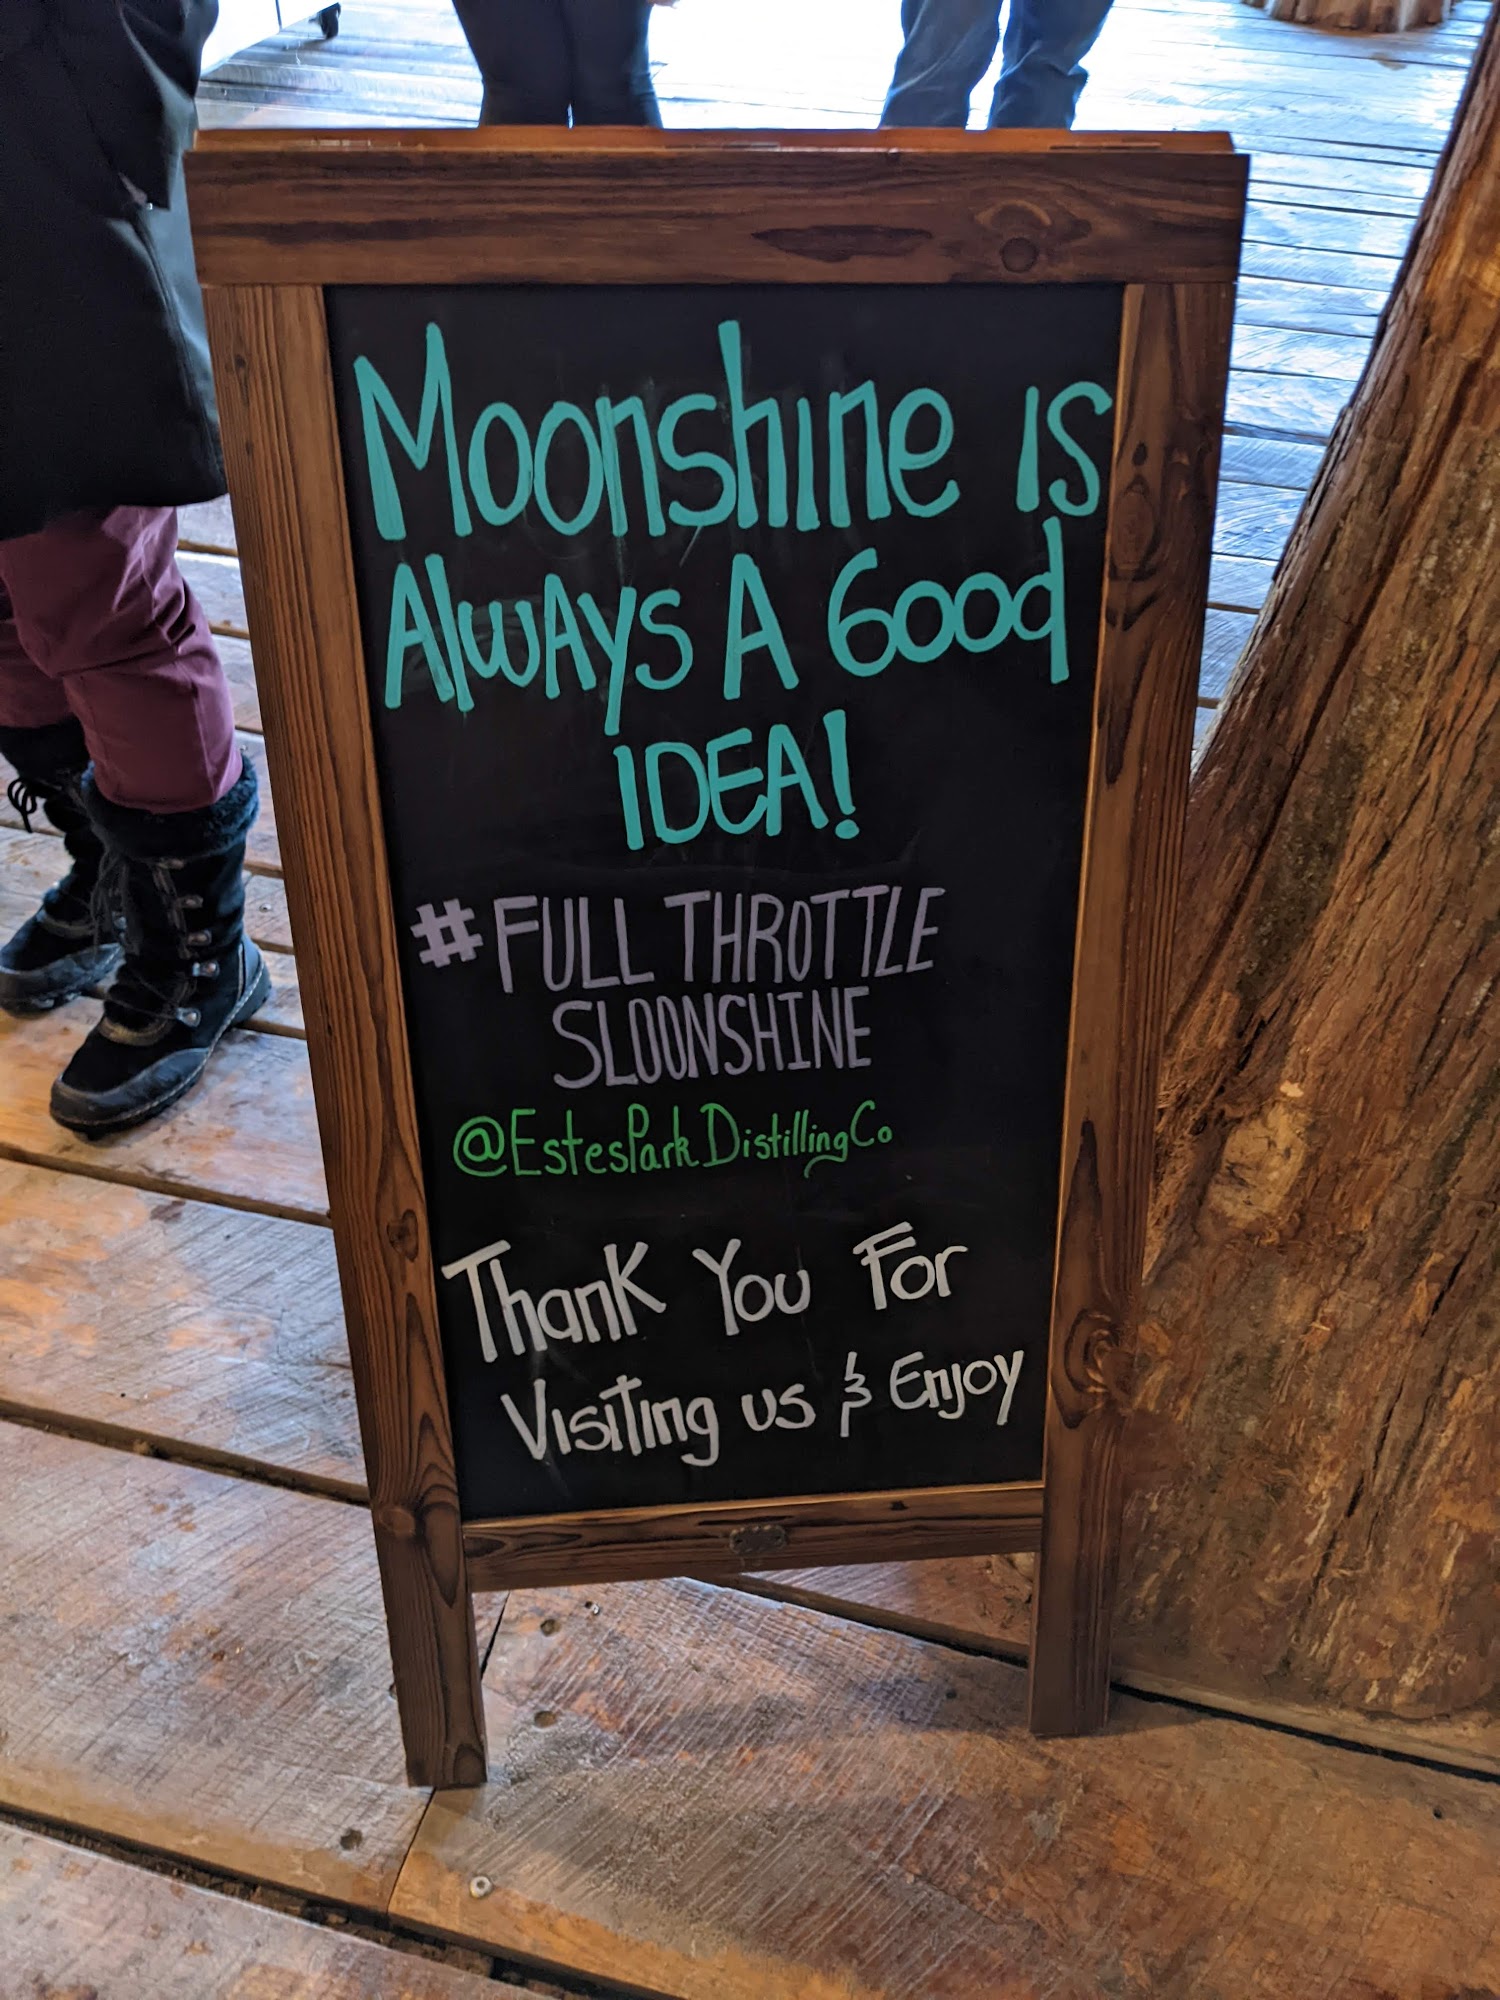 Moonshine is
Always A Good
IDEA!
#FULL THROTTLE
SLOONSHINE
@EstesParkDistillingCo
Thank You For
Visiting us & Enjoy